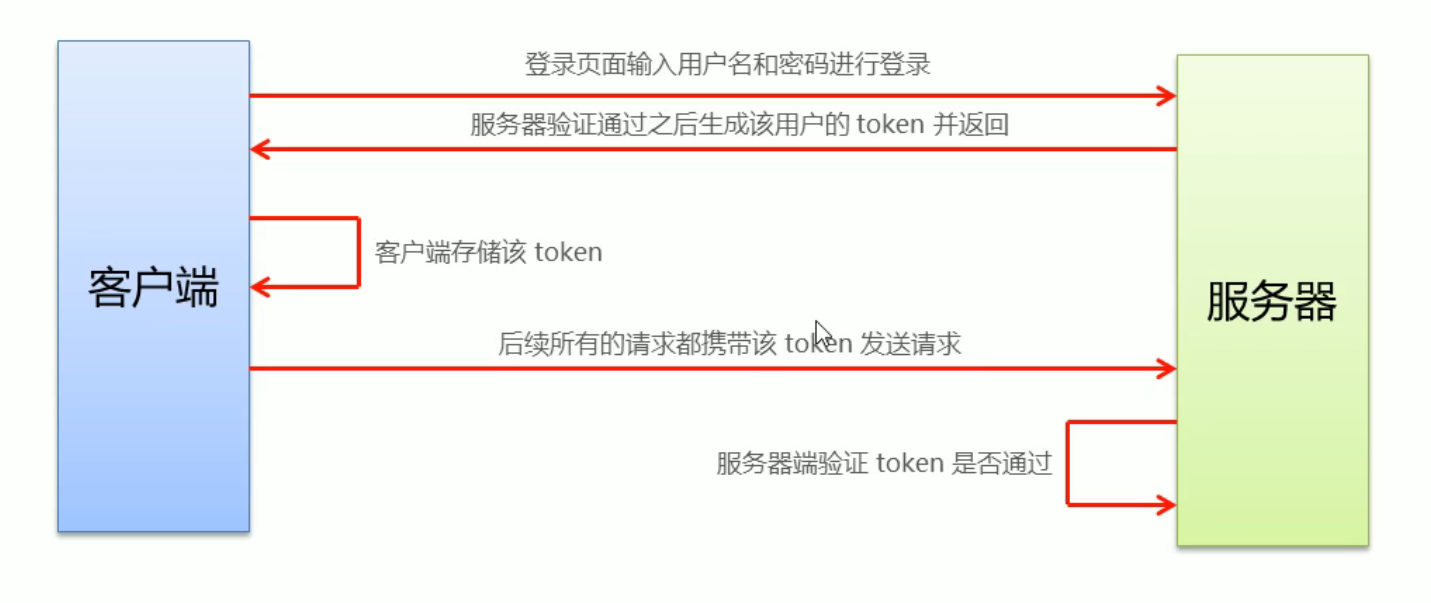 登录页面输入用户名和密码进行登录
服务器验证通过之后生成该用户的 token 并返回
客户端存储该 token
客户端
服务器
后续所有的请求都携带该 token 发送请求
服务器端验证 token 是否通过